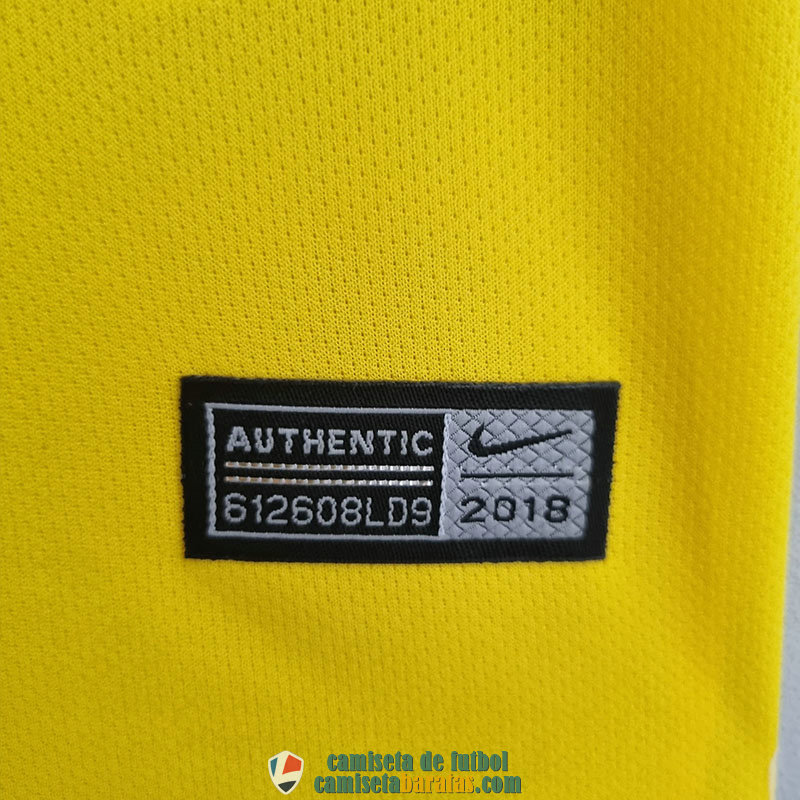 AUTHENTIC
612608LD9
2018
camiseta de futbol
camisetabaratas.com